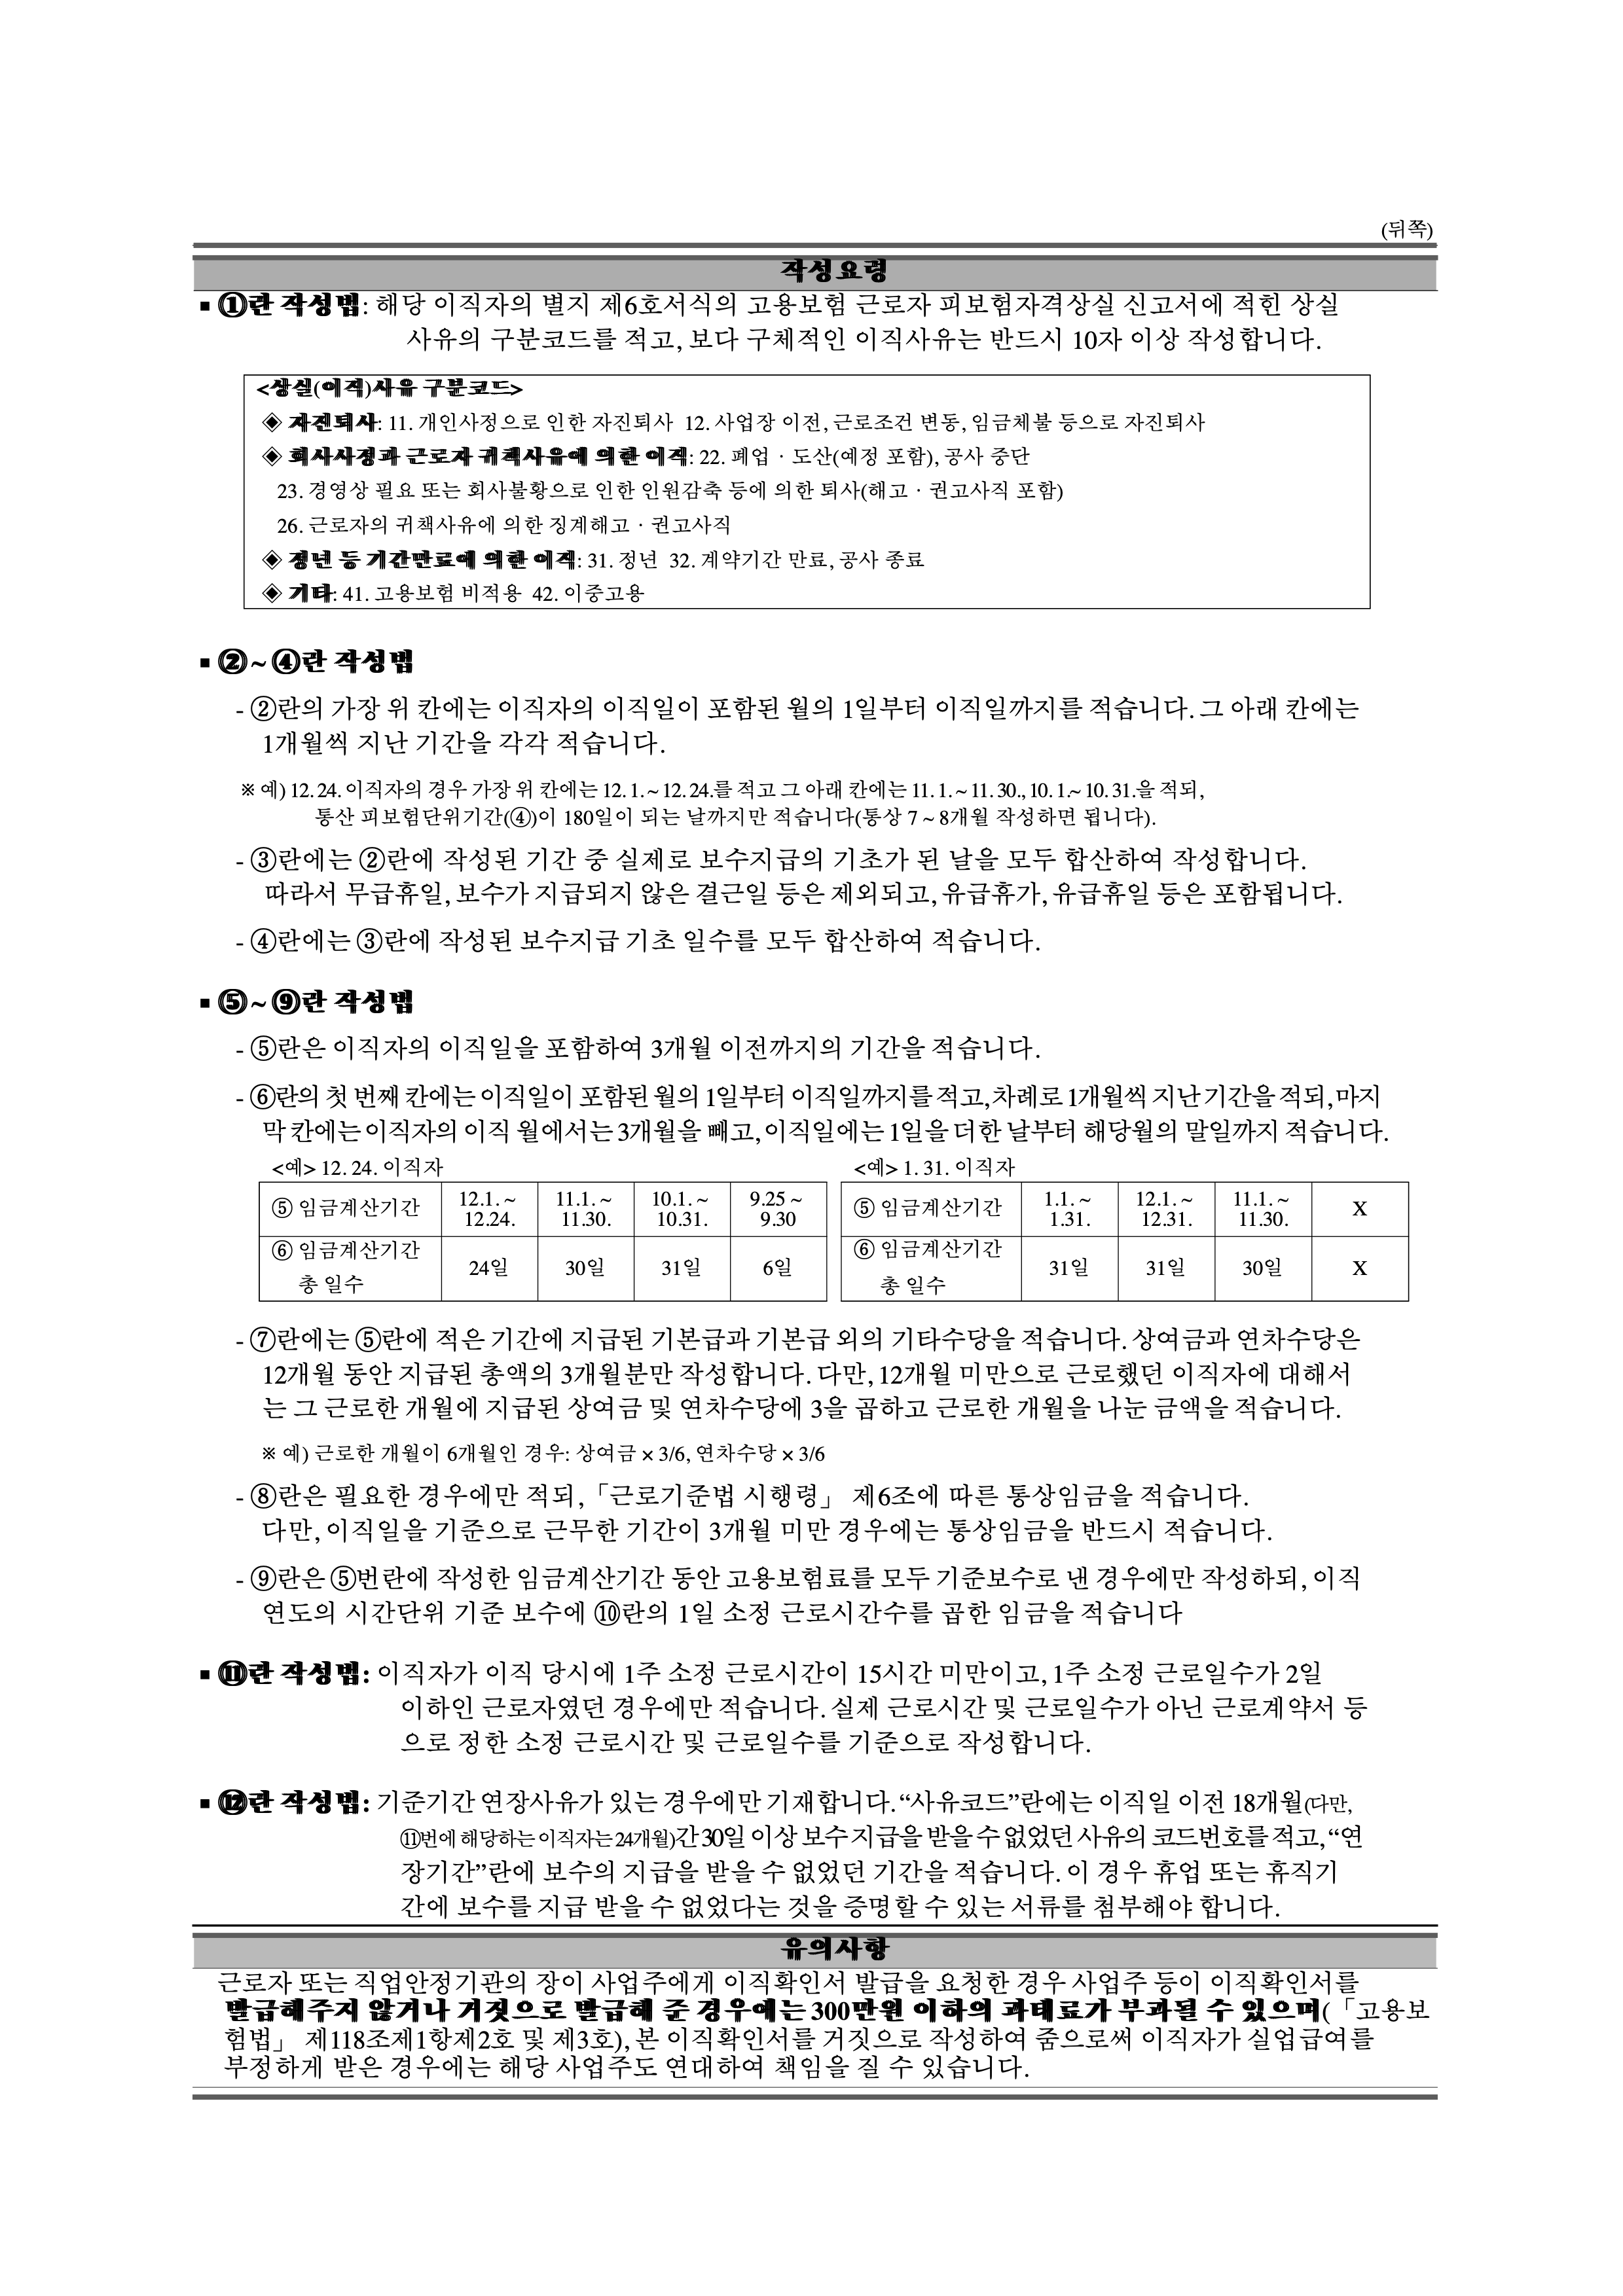 (뒤쪽)
작성요령
▪ ①란 작성법: 해당 이직자의 별지 제6호서식의 고용보험 근로자 피보험자격상실 신고서에 적힌 상실
사유의 구분코드를 적고, 보다 구체적인 이직사유는 반드시 10자 이상 작성합니다.
<상실(이직)사유 구분코드>
◈ 자진퇴사: 11. 개인사정으로 인한 자진퇴사 12. 사업장 이전, 근로조건 변동, 임금체불 등으로 자진퇴사
◈ 회사사정과 근로자 귀책사유에 의한 이직: 22. 폐업ㆍ도산(예정 포함), 공사 중단
23. 경영상 필요 또는 회사불황으로 인한 인원감축 등에 의한 퇴사(해고ㆍ권고사직 포함)
26. 근로자의 귀책사유에 의한 징계해고ㆍ권고사직
◈ 정년 등 기간만료에 의한 이직: 31. 정년 32. 계약기간 만료, 공사 종료
◈ 기타: 41. 고용보험 비적용 42. 이중고용
▪ ②～④란 작성법
- ②란의 가장 위 칸에는 이직자의 이직일이 포함된 월의 1일부터 이직일까지를 적습니다. 그 아래 칸에는
1개월씩 지난 기간을 각각 적습니다.
※ 예) 12. 24. 이직자의 경우 가장 위 칸에는 12. 1.～12. 24.를 적고 그 아래 칸에는 11. 1.～11. 30., 10. 1.～10. 31.을 적되,
통산 피보험단위기간(④)이 180일이 되는 날까지만 적습니다(통상 7～8개월 작성하면 됩니다).
- ③란에는 ②란에 작성된 기간 중 실제로 보수지급의 기초가 된 날을 모두 합산하여 작성합니다.
따라서 무급휴일, 보수가 지급되지 않은 결근일 등은 제외되고, 유급휴가, 유급휴일 등은 포함됩니다.
- ④란에는 ③란에 작성된 보수지급 기초 일수를 모두 합산하여 적습니다.
▪ ⑤～⑨란 작성법
- ⑤란은 이직자의 이직일을 포함하여 3개월 이전까지의 기간을 적습니다.
- ⑥란의 첫 번째 칸에는 이직일이 포함된 월의 1일부터 이직일까지를 적고, 차례로 1개월씩 지난 기간을 적되, 마지
막 칸에는 이직자의 이직 월에서는 3개월을 빼고, 이직일에는 1일을 더한 날부터 해당월의 말일까지 적습니다.
<예> 12. 24. 이직자 <예> 1. 31. 이직자
⑤ 임금계산기간 12.1.～ 12.24. 11.1.～ 11.30. 10.1.～ 10.31. 9.25～ 9.30 ⑤ 임금계산기간 1.1.～ 1.31. 12.1.～ 12.31. 11.1.～ 11.30. X
⑥ 임금계산기간 총 일수 24일 30일 31일 6일 ⑥ 임금계산기간 총 일수 31일 31일 30일 X
- ⑦란에는 ⑤란에 적은 기간에 지급된 기본급과 기본급 외의 기타수당을 적습니다. 상여금과 연차수당은
12개월 동안 지급된 총액의 3개월분만 작성합니다. 다만, 12개월 미만으로 근로했던 이직자에 대해서
는 그 근로한 개월에 지급된 상여금 및 연차수당에 3을 곱하고 근로한 개월을 나눈 금액을 적습니다.
※ 예) 근로한 개월이 6개월인 경우: 상여금 × 3/6, 연차수당 × 3/6
- ⑧란은 필요한 경우에만 적되, 「근로기준법 시행령」 제6조에 따른 통상임금을 적습니다.
다만, 이직일을 기준으로 근무한 기간이 3개월 미만 경우에는 통상임금을 반드시 적습니다.
- ⑨란은 ⑤번란에 작성한 임금계산기간 동안 고용보험료를 모두 기준보수로 낸 경우에만 작성하되, 이직
연도의 시간단위 기준 보수에 ⑩란의 1일 소정 근로시간수를 곱한 임금을 적습니다
▪ ⑪란 작성법: 이직자가 이직 당시에 1주 소정 근로시간이 15시간 미만이고, 1주 소정 근로일수가 2일
이하인 근로자였던 경우에만 적습니다. 실제 근로시간 및 근로일수가 아닌 근로계약서 등
으로 정한 소정 근로시간 및 근로일수를 기준으로 작성합니다.
▪ ⑫란 작성법: 기준기간 연장사유가 있는 경우에만 기재합니다. “사유코드”란에는 이직일 이전 18개월(다만,
⑪번에 해당하는 이직자는 24개월)간 30일 이상 보수 지급을 받을 수 없었던 사유의 코드번호를 적고, “연
장기간”란에 보수의 지급을 받을 수 없었던 기간을 적습니다. 이 경우 휴업 또는 휴직기
간에 보수를 지급 받을 수 없었다는 것을 증명할 수 있는 서류를 첨부해야 합니다.
유의사항
근로자 또는 직업안정기관의 장이 사업주에게 이직확인서 발급을 요청한 경우 사업주 등이 이직확인서를
발급해주지 않거나 거짓으로 발급해 준 경우에는 300만원 이하의 과태료가 부과될 수 있으며(「고용보
험법」 제118조제1항제2호 및 제3호), 본 이직확인서를 거짓으로 작성하여 줌으로써 이직자가 실업급여를
부정하게 받은 경우에는 해당 사업주도 연대하여 책임을 질 수 있습니다.